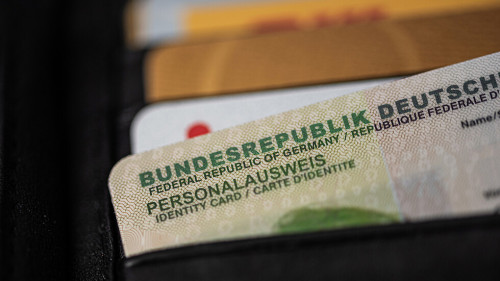 BUNDESREPUBLIK DEUTSCH
FEDERAL REPUBLIC OF GERMANY / RÉPUBLIQUE FÉDÉRALE D
PERSONALAUSWEIS
IDENTITY CARD / CARTE D'IDENTITÉ
Name/S